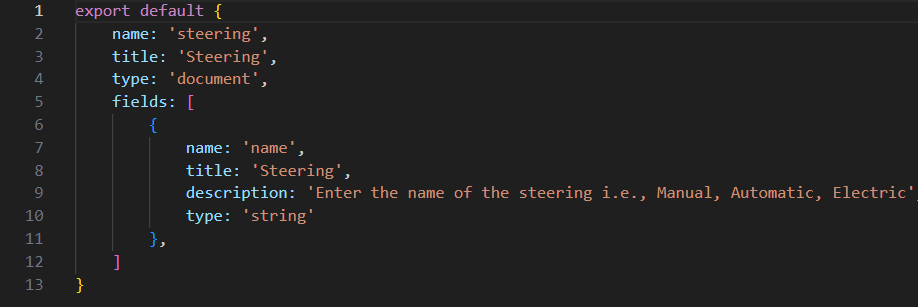 1 export default {
2 name: 'steering',
3 title: 'Steering',
4 type: 'document',
5 fields: [
6 {
7 name: 'name',
8 title: 'Steering',
9 description: 'Enter the name of the steering i.e., Manual, Automatic, Electric',
10 type: 'string'
11 },
12 ]
13 }